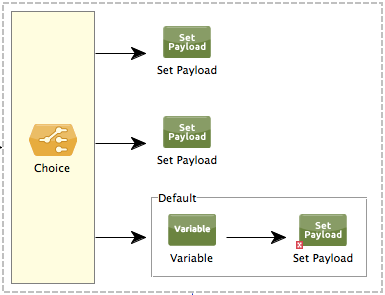 Set
Payload
Set Payload
Set
Payload
Set Payload
Choice
Default
Variable
Variable
Set
Payload
Set Payload